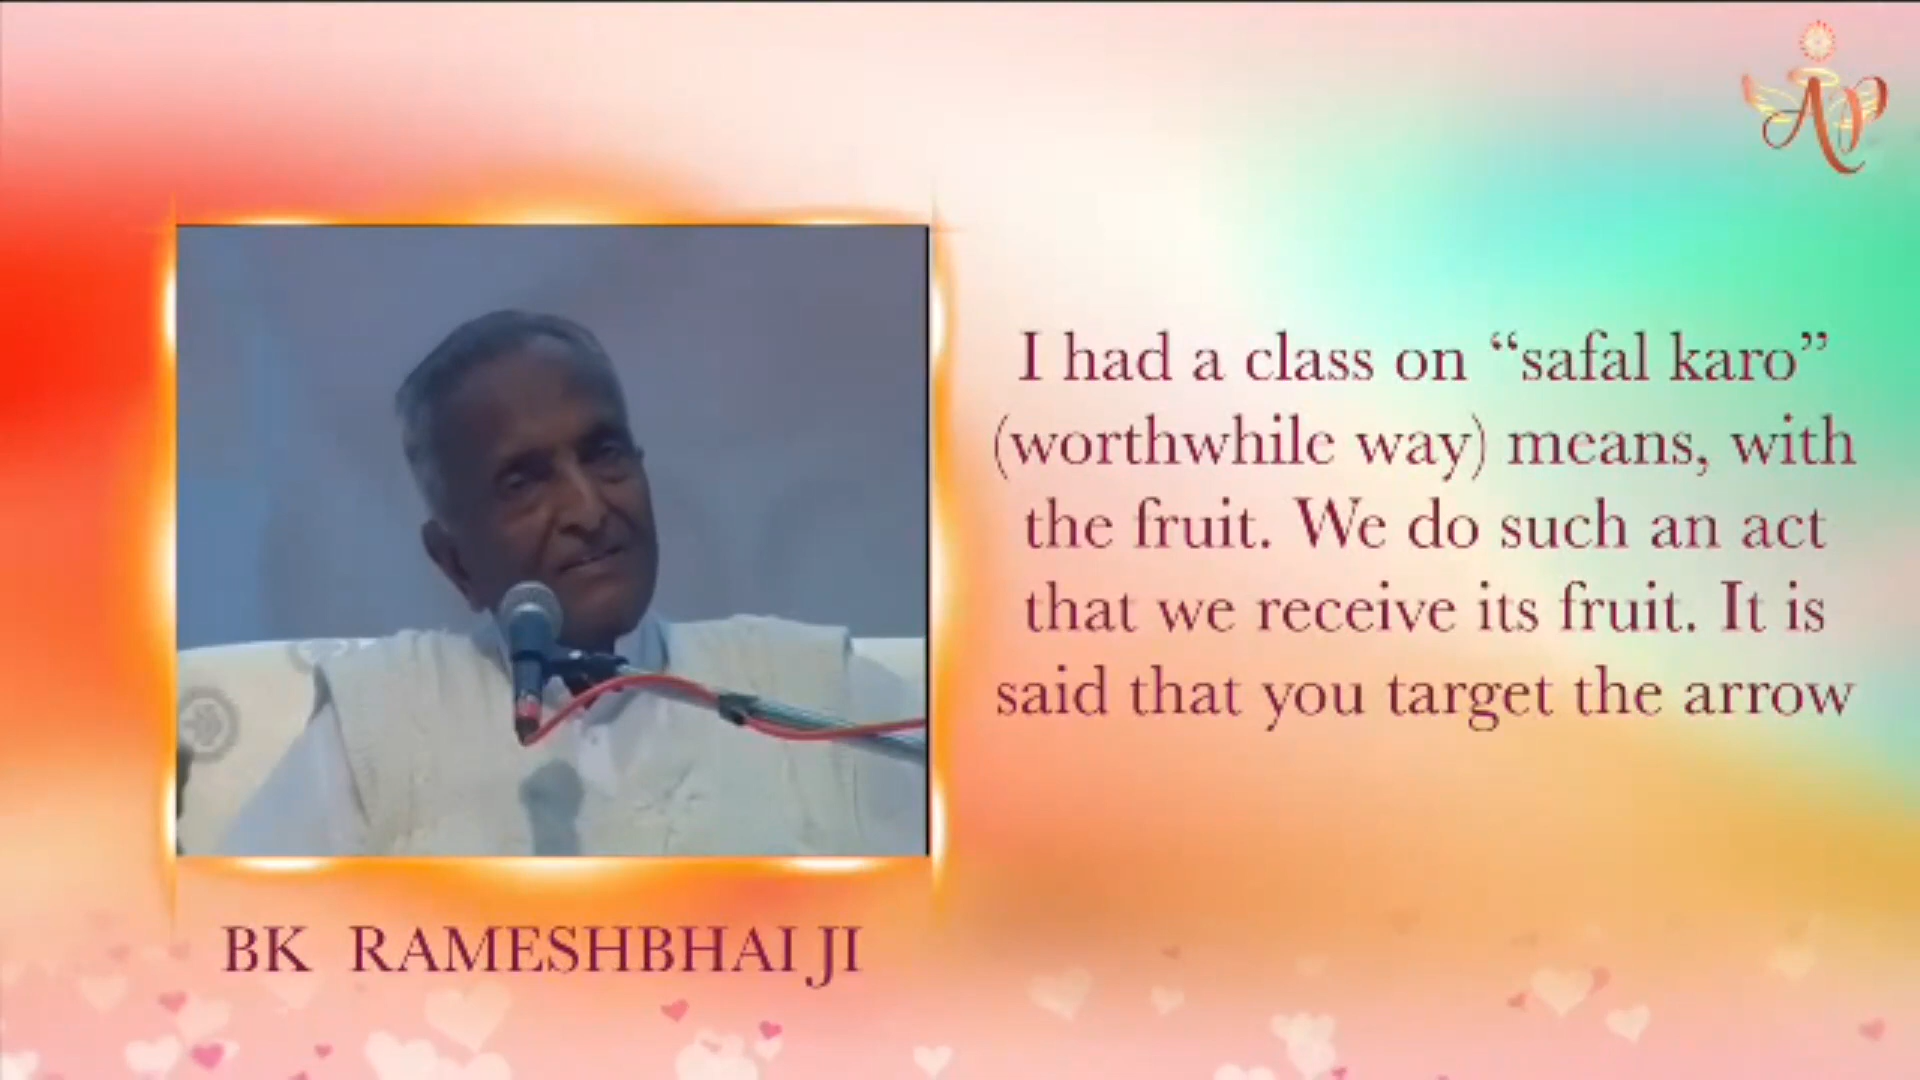 I had a class on “safal karo”
(worthwhile way) means, with
the fruit. We do such an act
that we receive its fruit. It is
said that you target the arrow
BK RAMESHBHAI JI
AP